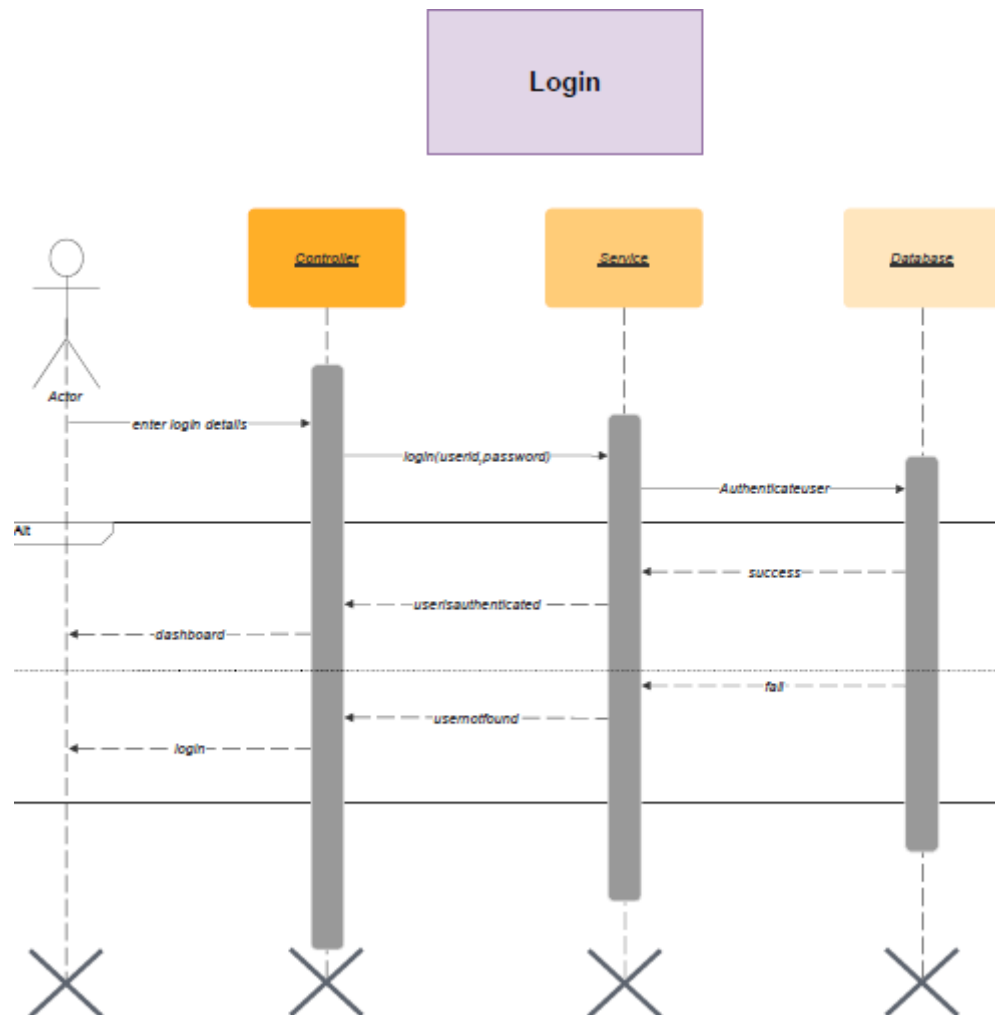 Login
Controller
Service
Database
Actor
enter login details
login(userid,password)
Authenticateuser
Alt
success
userisauthenticated
dashboard
fail
usernotfound
login